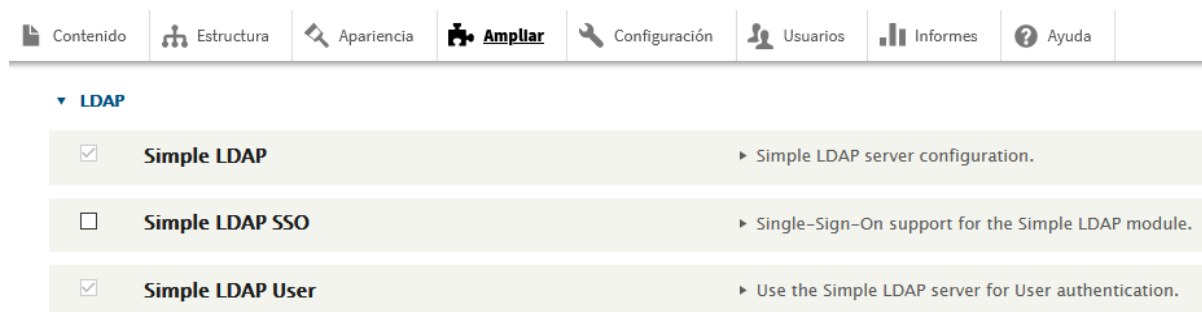 Contenido Estructura Apariencia Ampliar Configuración Usuarios Informes Ayuda
LDAP
Simple LDAP Simple LDAP server configuration.
Simple LDAP SSO Single-Sign-On support for the Simple LDAP module.
Simple LDAP User Use the Simple LDAP server for User authentication.